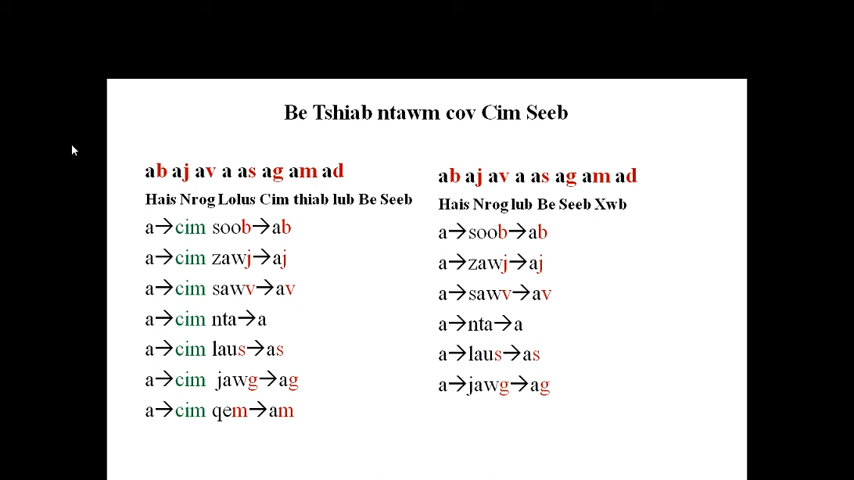 Be Tshiab ntawm cov Cim Seeb
ab aj av a as ag am ad
Hais Nrog Lolus Cim thiab lub Be Seeb
a→cim soob→ab
a→cim zawj→aj
a→cim sawv→av
a→cim nta→a
a→cim laus→as
a→cim jawg→ag
a→cim qem→am
ab aj av a as ag am ad
Hais Nrog lub Be Seeb Xwb
a→soob→ab
a→zawj→aj
a→sawv→av
a→nta→a
a→laus→as
a→jawg→ag